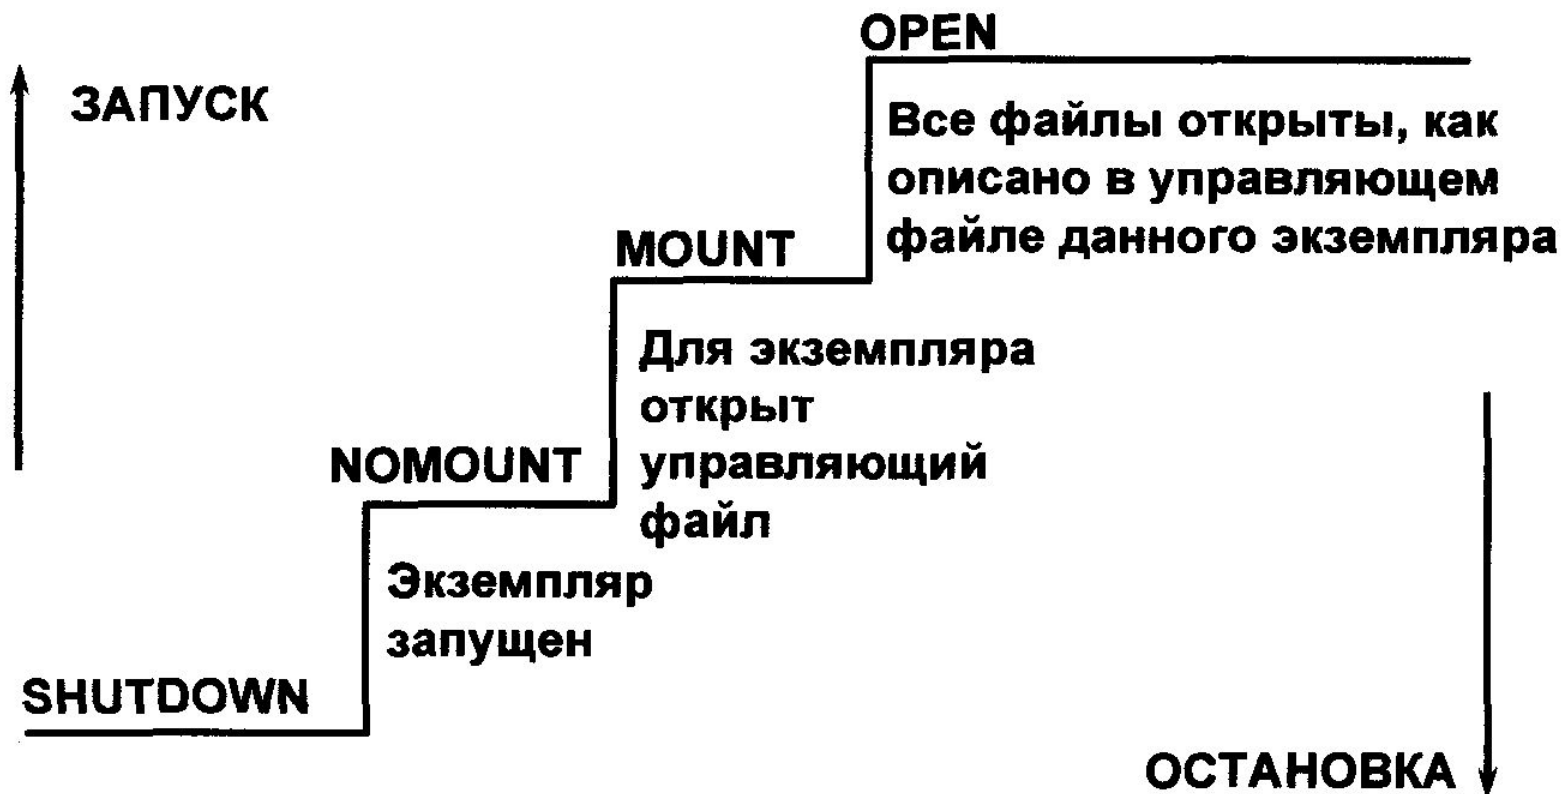 OPEN
ЗАПУСК
Все файлы открыты, как
описано в управляющем
файле данного экземпляра
MOUNT
Для экземпляра
открыт
управляющий
файл
NOMOUNT
Экземпляр
запущен
SHUTDOWN
ОСТАНОВКА